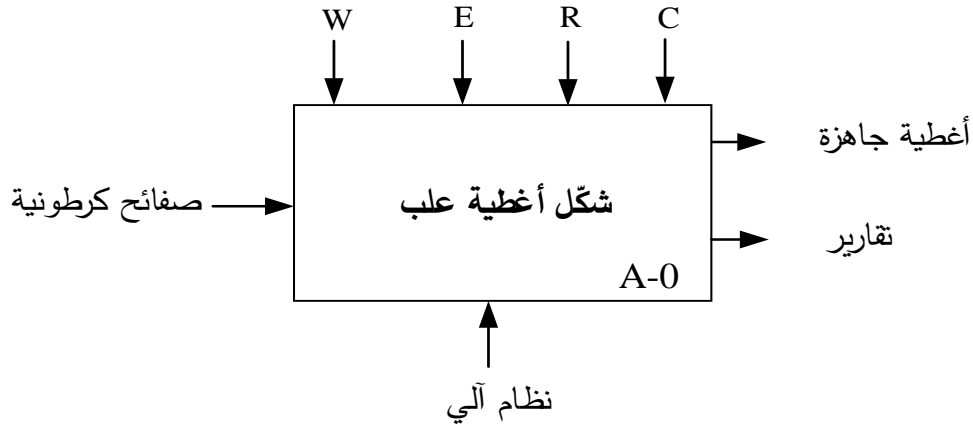 W E R C
أغطية جاهزة
شكّل أغطية علب
صفائح كرطونية
تقارير
A-0
نظام آلي